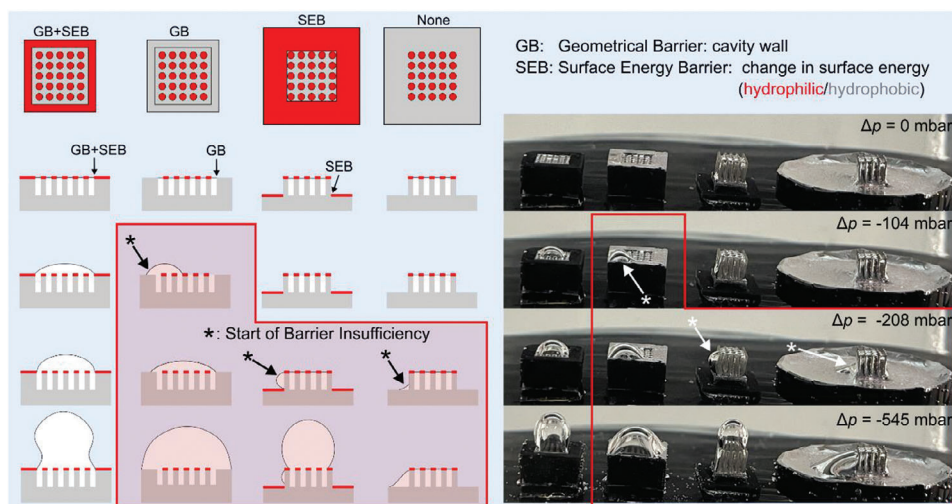 GB+SEB
GB
SEB
None
GB: Geometrical Barrier: cavity wall
SEB: Surface Energy Barrier: change in surface energy
(hydrophilic/hydrophobic)
GB+SEB
GB
SEB
Δp = 0 mbar
*
Δp = -104 mbar
*
*: Start of Barrier Insufficiency
*
*
Δp = -208 mbar
*
*
Δp = -545 mbar